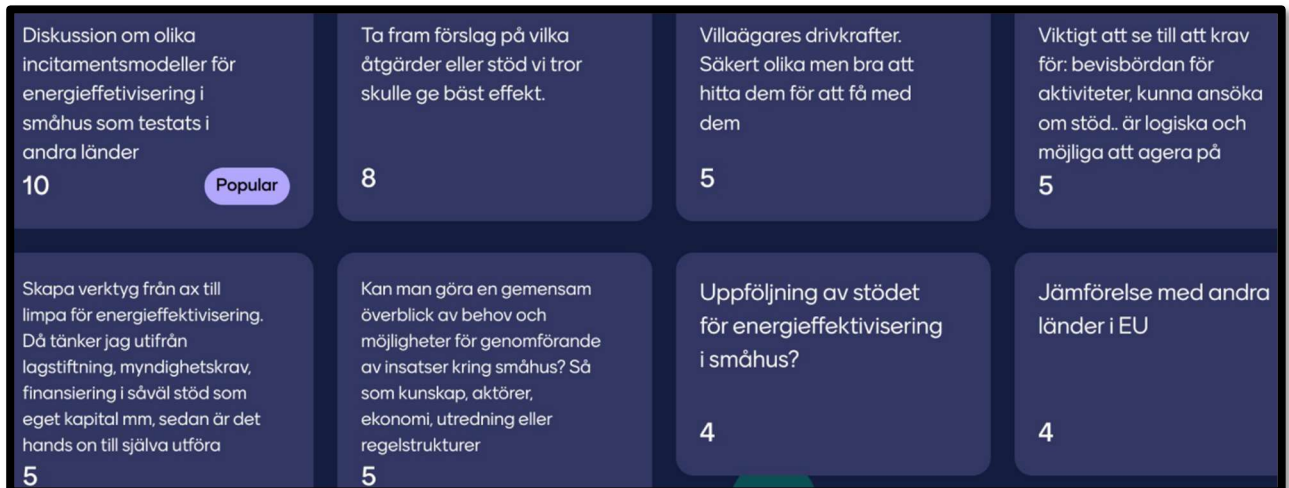 Diskussion om olika
incitamentsmodeller för
energieffetivisering i
småhus som testats i
andra länder
10
Popular
Ta fram förslag på vilka
åtgärder eller stöd vi tror
skulle ge bäst effekt.
8
Villaägares drivkrafter.
Säkert olika men bra att
hitta dem för att få med
dem
5
Viktigt att se till att krav
för: bevisbördan för
aktiviteter, kunna ansöka
om stöd.. är logiska och
möjliga att agera på
5
Skapa verktyg från ax till
limpa för energieffektivisering.
Då tänker jag utifrån
lagstiftning, myndighetskrav,
finansiering i såväl stöd som
eget kapital mm, sedan är det
hands on till själva utföra
5
Kan man göra en gemensam
överblick av behov och
möjligheter för genomförande
av insatser kring småhus? Så
som kunskap, aktörer,
ekonomi, utredning eller
regelstrukturer
5
Uppföljning av stödet
för energieffektivisering
i småhus?
4
Jämförelse med andra
länder i EU
4